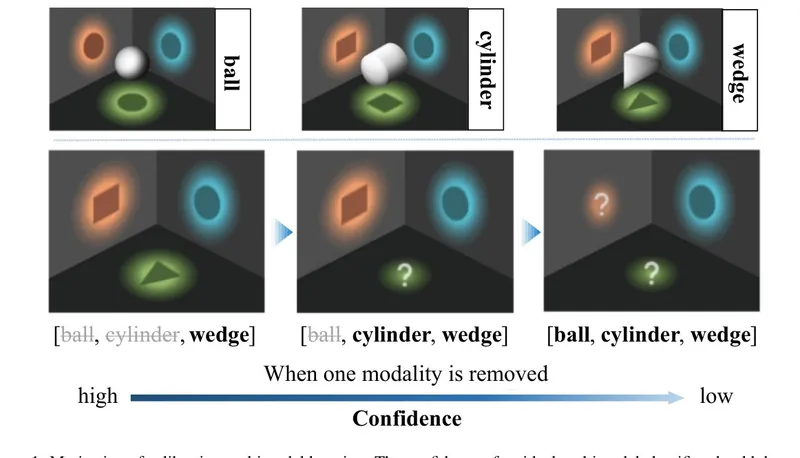 ball
cylinder
wedge
?
?
?
[ball, cylinder, wedge]
[ball, cylinder, wedge]
[ball, cylinder, wedge]
When one modality is removed
high
low
Confidence